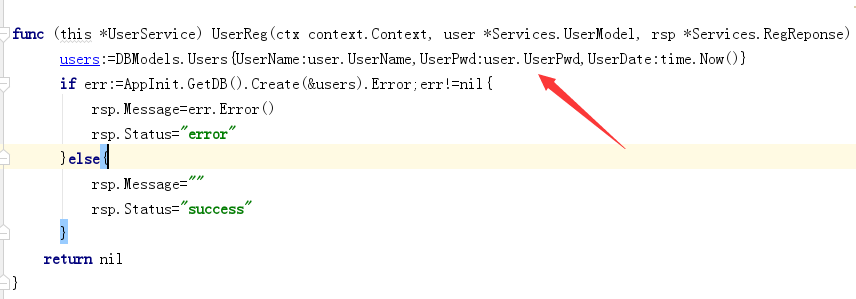 func (this *UserService) UserReg(ctx context.Context, user *Services.UserModel, rsp *Services.RegReponse)
users:=DBModels.Users{UserName:user.UserName,UserPwd:user.UserPwd,UserDate:time.Now()}
if err:=AppInit.GetDB().Create(&users).Error;err!=nil{
rsp.Message=err.Error()
rsp.Status="error"
}else{
rsp.Message=""
rsp.Status="success"
}
return nil
}